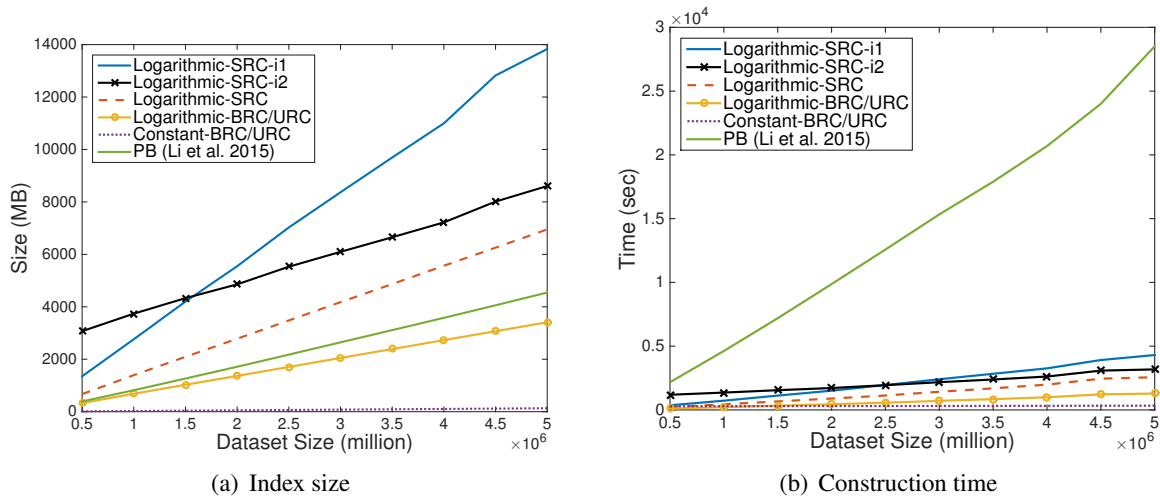 14000
12000
10000
8000
6000
4000
2000
0
Size (MB)
Logarithmic-SRC-i1
Logarithmic-SRC-i2
Logarithmic-SRC
Logarithmic-BRC/URC
Constant-BRC/URC
PB (Li et al. 2015)
0.5 1 1.5 2 2.5 3 3.5 4 4.5 5
Dataset Size (million)
×10⁶
(a) Index size
×10⁴
3
2.5
2
1.5
1
0.5
0
Time (sec)
Logarithmic-SRC-i1
Logarithmic-SRC-i2
Logarithmic-SRC
Logarithmic-BRC/URC
Constant-BRC/URC
PB (Li et al. 2015)
0.5 1 1.5 2 2.5 3 3.5 4 4.5 5
Dataset Size (million)
×10⁶
(b) Construction time